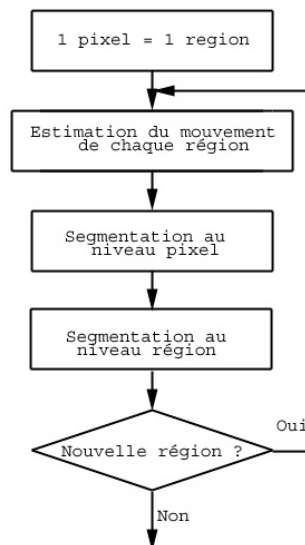 1 pixel = 1 region
Estimation du mouvement
de chaque région
Segmentation au
niveau pixel
Segmentation au
niveau région
Nouvelle région ?
Oui
Non